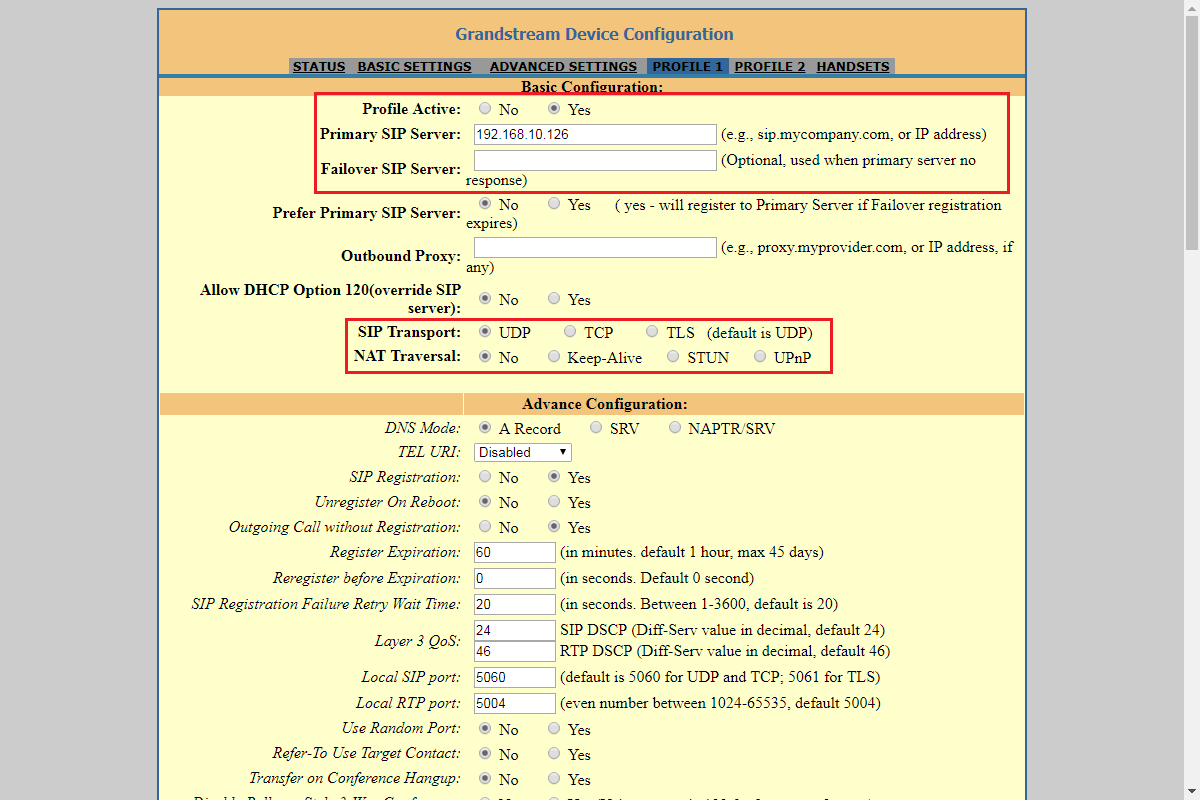 Grandstream Device Configuration
STATUS BASIC SETTINGS ADVANCED SETTINGS PROFILE 1 PROFILE 2 HANDSETS
Basic Configuration:
Profile Active: No Yes
Primary SIP Server: 192.168.10.126 (e.g., sip.mycompany.com, or IP address)
Failover SIP Server: (Optional, used when primary server no
response)
Prefer Primary SIP Server: No Yes ( yes - will register to Primary Server if Failover registration
expires)
Outbound Proxy: (e.g., proxy.myprovider.com, or IP address, if
any)
Allow DHCP Option 120(override SIP
server): No Yes
SIP Transport: UDP TCP TLS (default is UDP)
NAT Traversal: No Keep-Alive STUN UPnP
Advance Configuration:
DNS Mode: A Record SRV NAPTR/SRV
TEL URI: Disabled
SIP Registration: No Yes
Unregister On Reboot: No Yes
Outgoing Call without Registration: No Yes
Register Expiration: 60 (in minutes. default 1 hour, max 45 days)
Reregister before Expiration: 0 (in seconds. Default 0 second)
SIP Registration Failure Retry Wait Time: 20 (in seconds. Between 1-3600, default is 20)
Layer 3 QoS: 24 SIP DSCP (Diff-Serv value in decimal, default 24)
46 RTP DSCP (Diff-Serv value in decimal, default 46)
Local SIP port: 5060 (default is 5060 for UDP and TCP; 5061 for TLS)
Local RTP port: 5004 (even number between 1024-65535, default 5004)
Use Random Port: No Yes
Refer-To Use Target Contact: No Yes
Transfer on Conference Hangup: No Yes